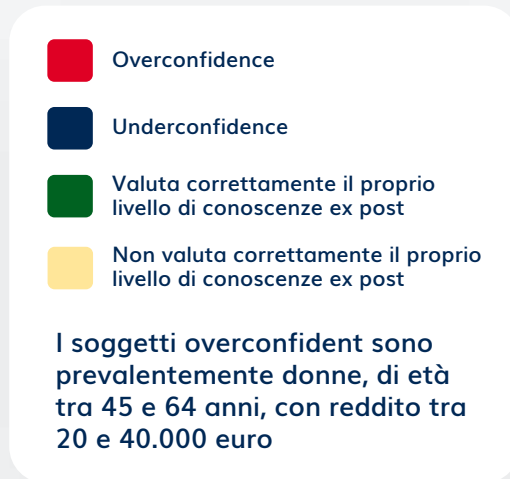 Overconfidence
Underconfidence
Valuta correttamente il proprio
livello di conoscenze ex post
Non valuta correttamente il proprio
livello di conoscenze ex post
I soggetti overconfident sono
prevalentemente donne, di età
tra 45 e 64 anni, con reddito tra
20 e 40.000 euro